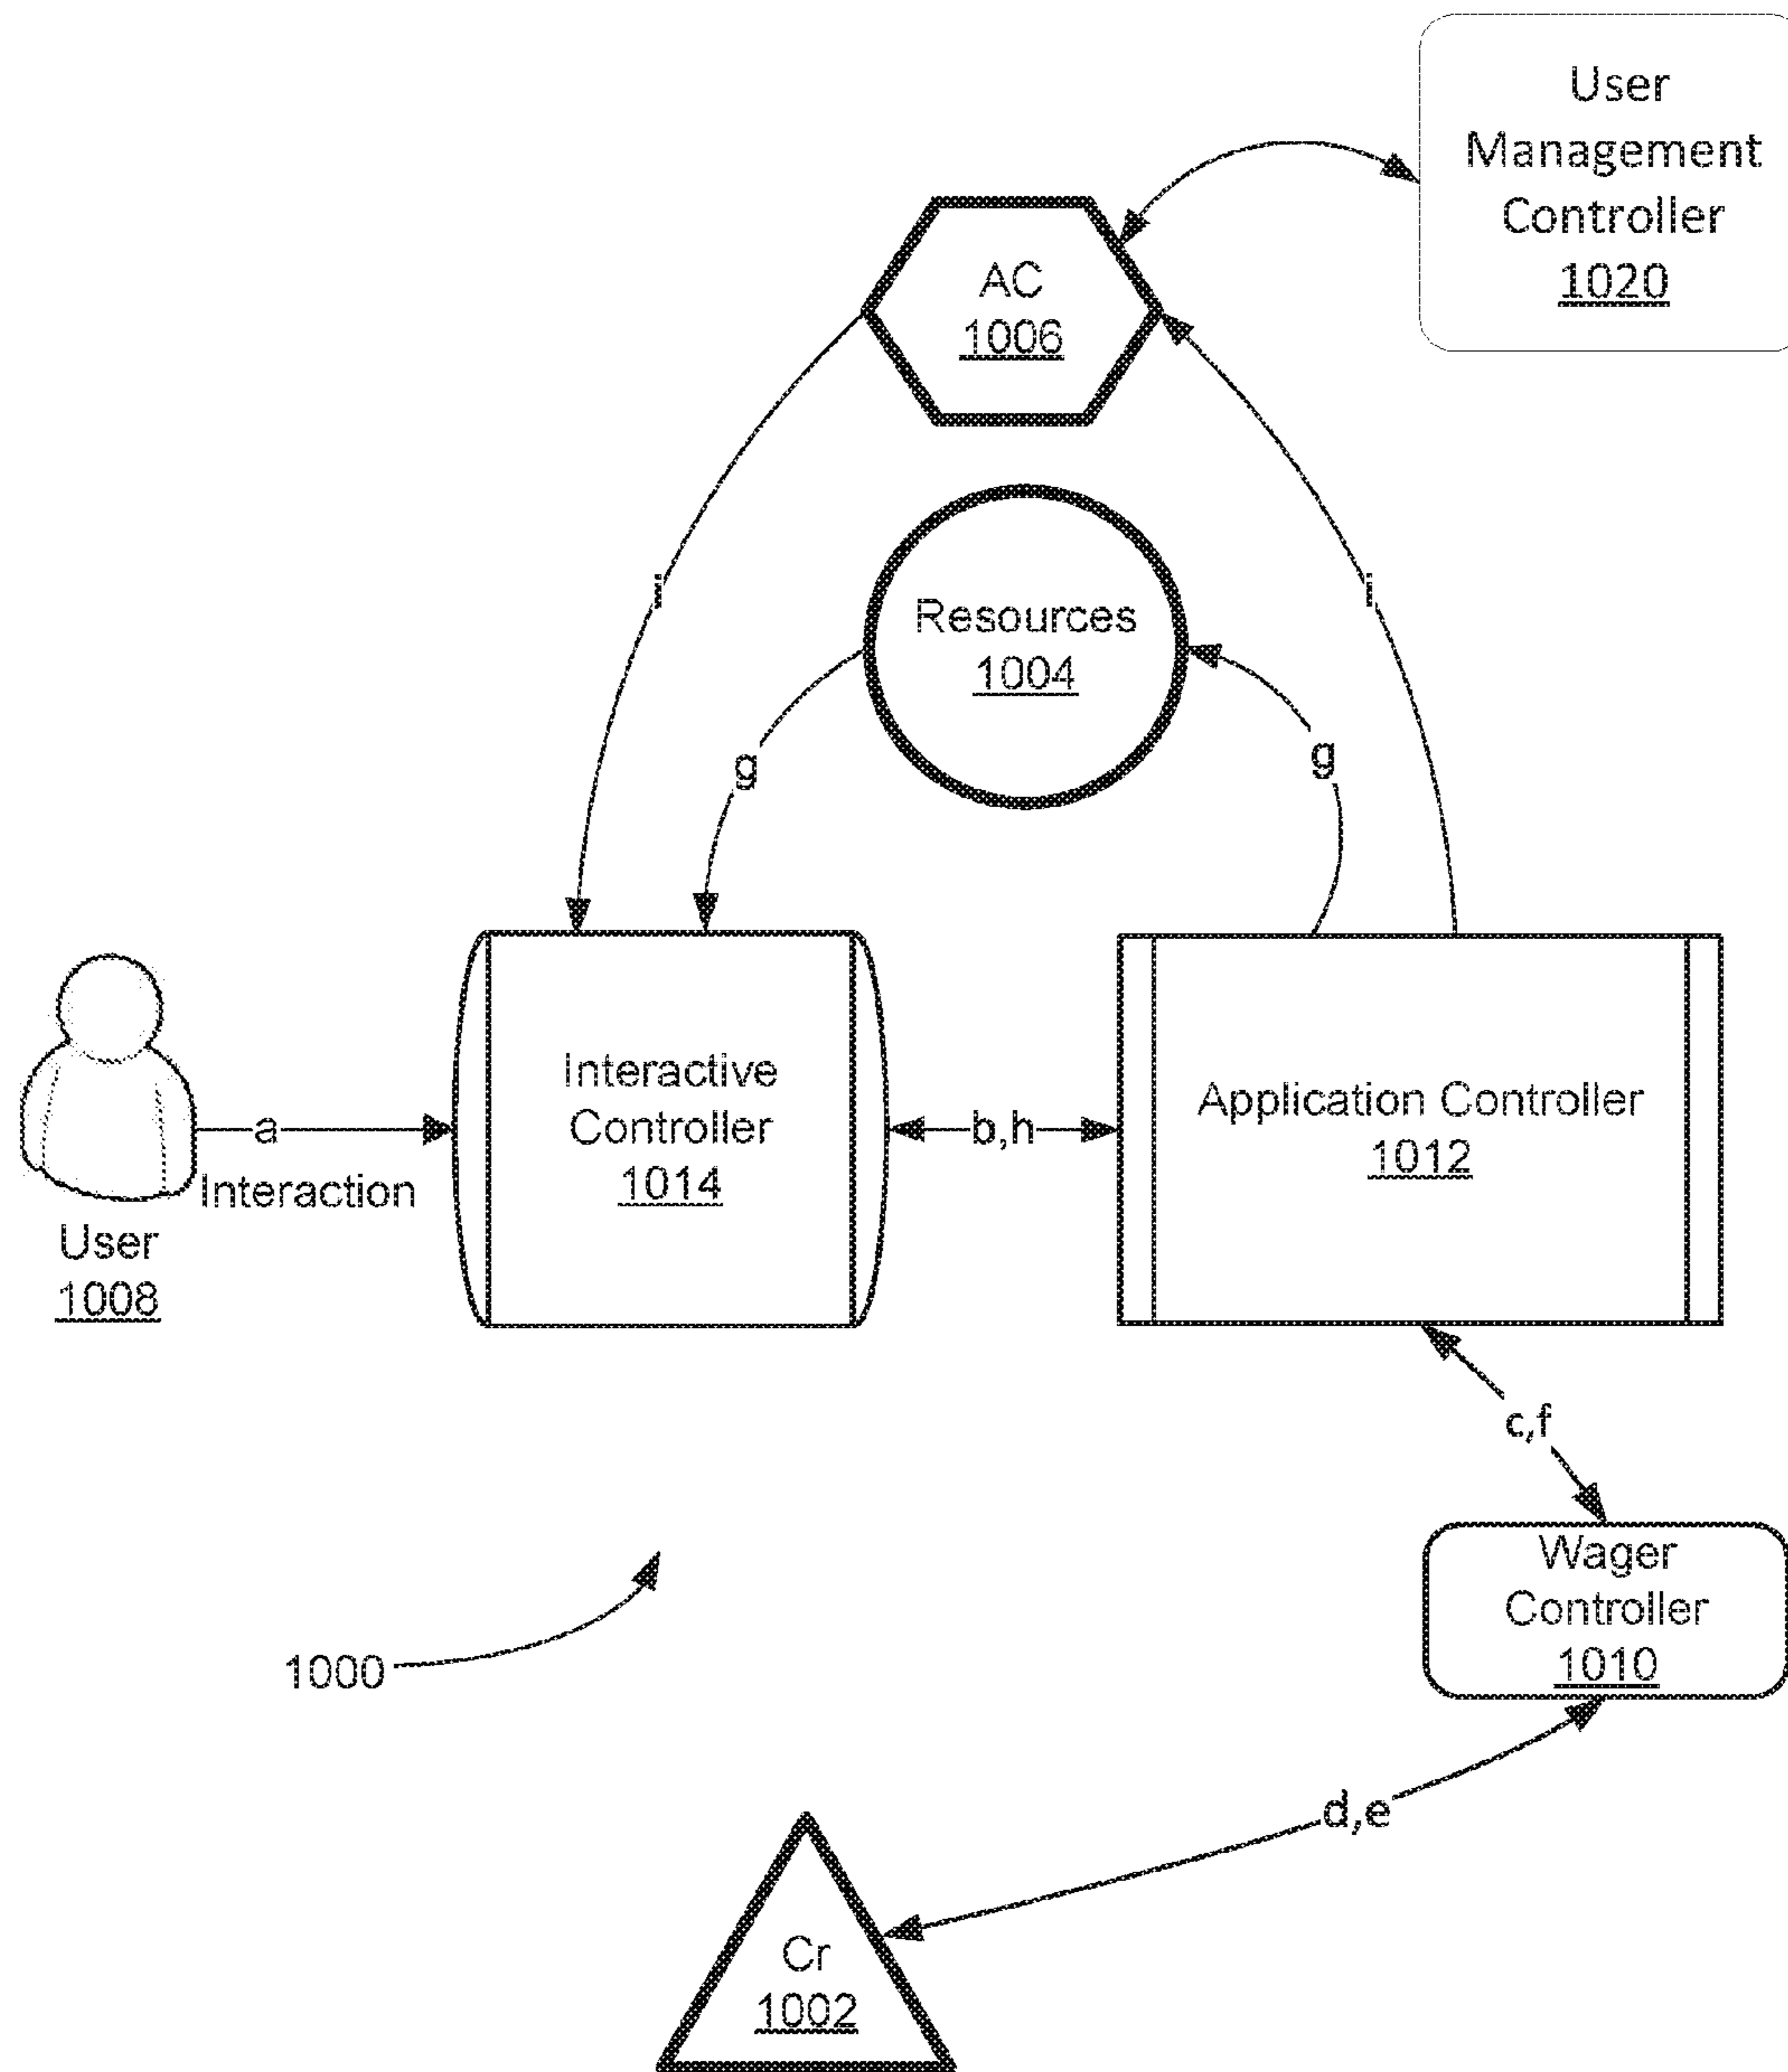 User
Management
Controller
1020
AC
1006
i
i
Resources
1004
g
g
Interactive
Controller
1014
Application Controller
1012
a
Interaction
b,h
User
1008
c,f
Wager
Controller
1010
1000
d,e
Cr
1002